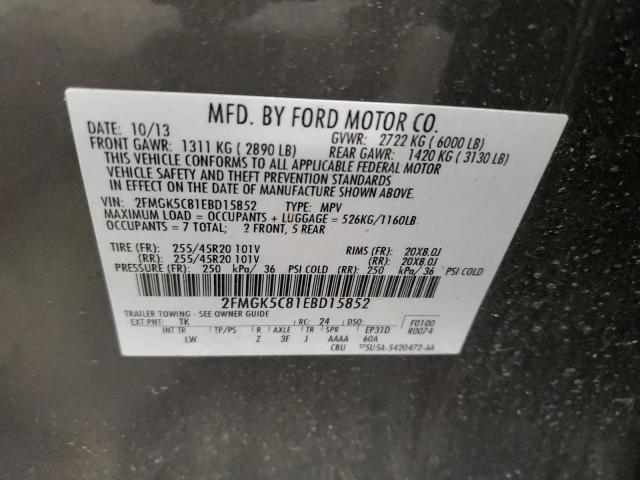 MFD. BY FORD MOTOR CO.
DATE: 10/13 GVWR: 2722 KG ( 6000 LB)
FRONT GAWR: 1311 KG ( 2890 LB) REAR GAWR: 1420 KG ( 3130 LB)
THIS VEHICLE CONFORMS TO ALL APPLICABLE FEDERAL MOTOR
VEHICLE SAFETY AND THEFT PREVENTION STANDARDS
IN EFFECT ON THE DATE OF MANUFACTURE SHOWN ABOVE.
VIN: 2FMGK5C81EBD15852 TYPE: MPV
MAXIMUM LOAD = OCCUPANTS + LUGGAGE = 526KG/1160LB
OCCUPANTS = 7 TOTAL; 2 FRONT, 5 REAR
TIRE (FR): 255/45R20 101V RIMS (FR): 20X8.0J
(RR): 255/45R20 101V (RR): 20X8.0J
PRESSURE (FR): 250 kPa/ 36 PSI COLD (RR): 250 kPa/ 36 PSI COLD
2FMGK5C81EBD15852
TRAILER TOWING - SEE OWNER GUIDE
EXT PNT: TK RC: 24 DSO: F0100
INT TR TP/PS R AXLE TR SPR EP31D R0074
LW Z 3F J AAAA 60A
CBU 5USA-5420472-AA